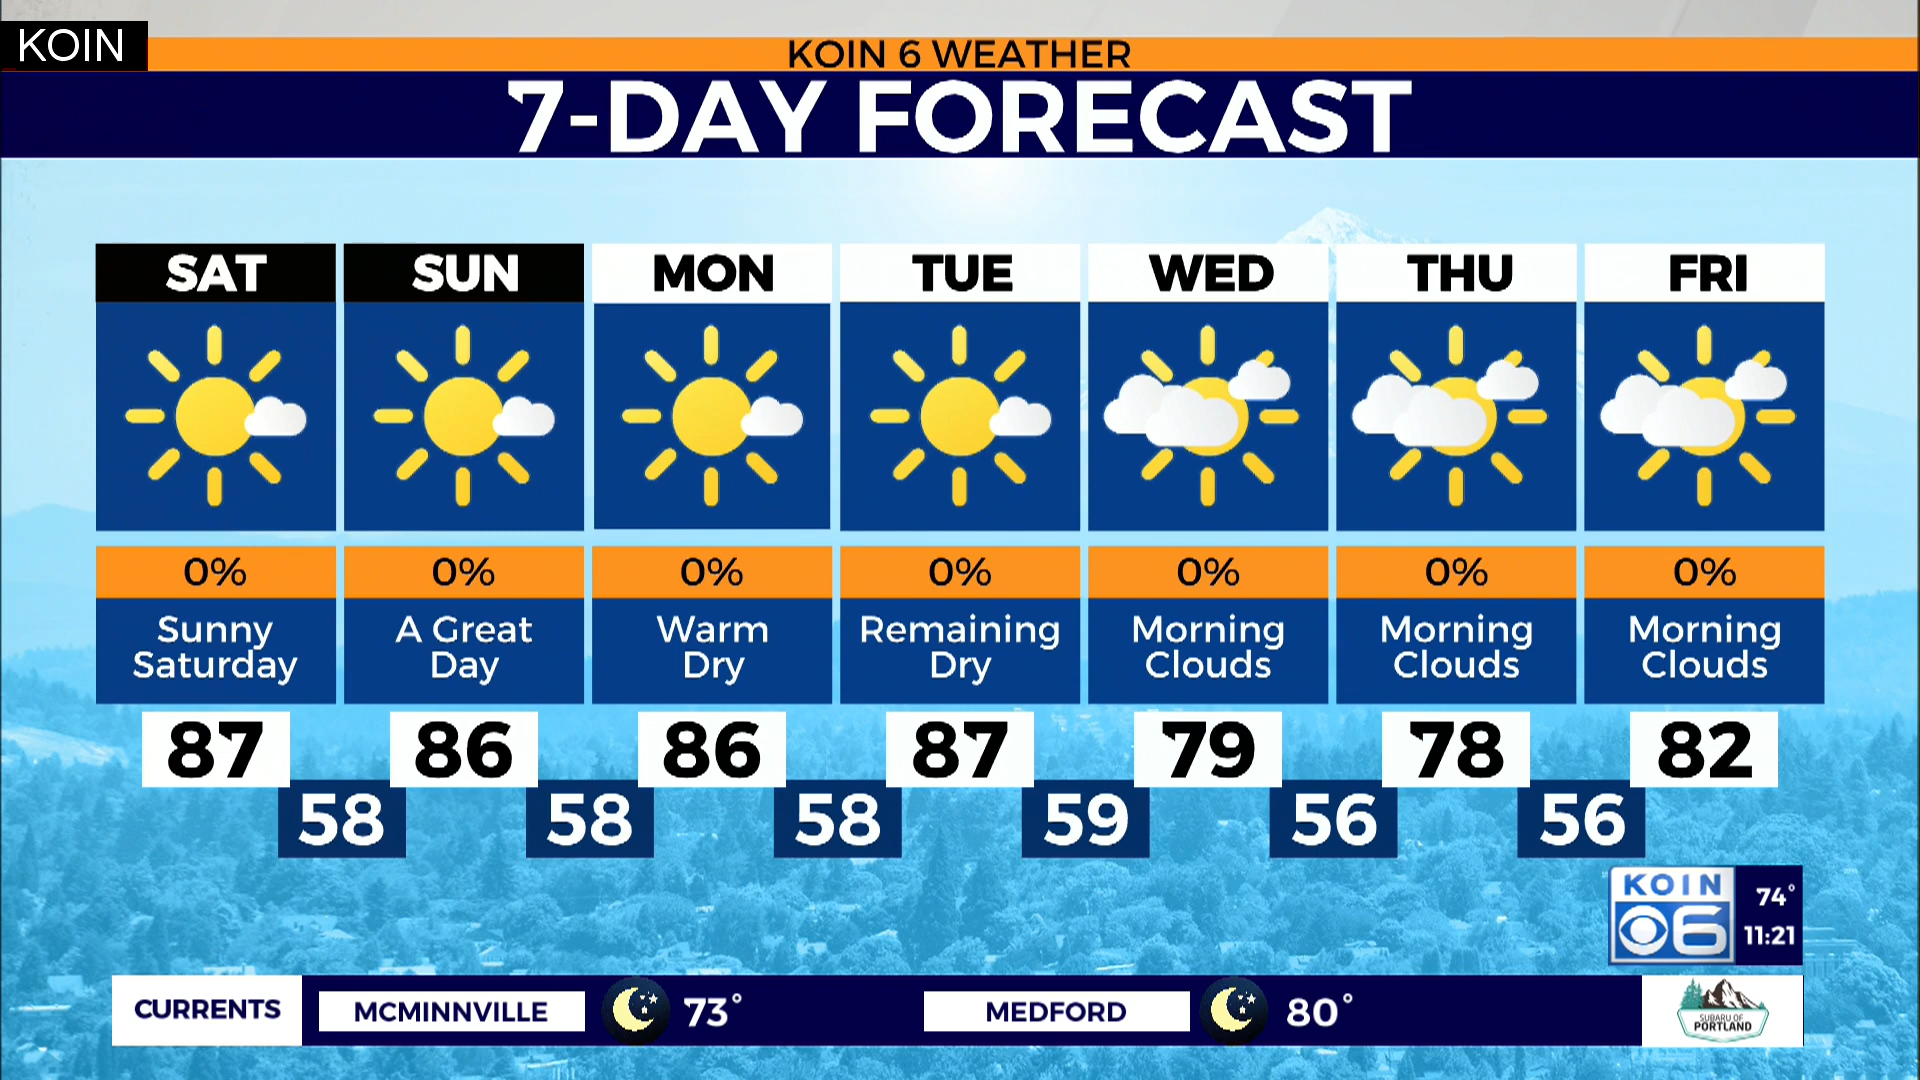 KOIN
KOIN 6 WEATHER
7-DAY FORECAST
SAT SUN MON TUE WED THU FRI
0% 0% 0% 0% 0% 0% 0%
Sunny A Great Warm Remaining Morning Morning Morning
Saturday Day Dry Dry Clouds Clouds Clouds
87 86 86 87 79 78 82
58 58 58 59 56 56
KOIN
6
74°
11:21
CURRENTS MCMINNVILLE 73° MEDFORD 80°
SUBARU OF
PORTLAND